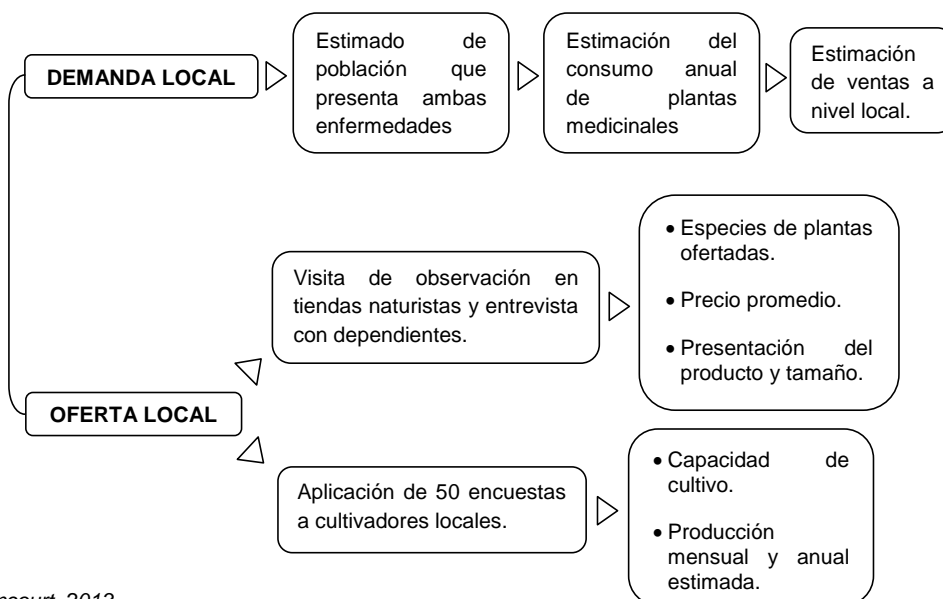 DEMANDA LOCAL
Estimado de
población que
presenta ambas
enfermedades
Estimación del
consumo anual
de plantas
medicinales
Estimación
de ventas a
nivel local.
Visita de observación en
tiendas naturistas y entrevista
con dependientes.
• Especies de plantas
ofertadas.
• Precio promedio.
• Presentación del
producto y tamaño.
OFERTA LOCAL
Aplicación de 50 encuestas
a cultivadores locales.
• Capacidad de
cultivo.
• Producción
mensual y anual
estimada.